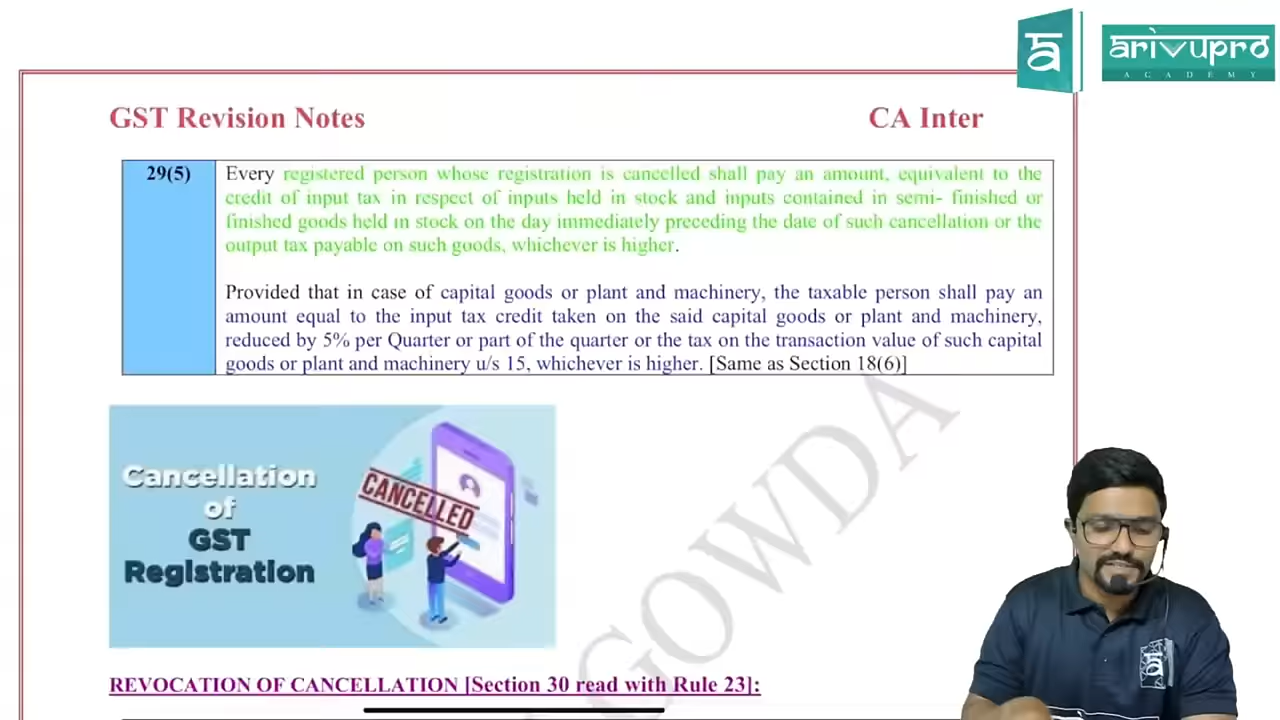 ā
arivupro
ACADEMY
GST Revision Notes
CA Inter
29(5)
Every registered person whose registration is cancelled shall pay an amount, equivalent to the
credit of input tax in respect of inputs held in stock and inputs contained in semi- finished or
finished goods held in stock on the day immediately preceding the date of such cancellation or the
output tax payable on such goods, whichever is higher.
Provided that in case of capital goods or plant and machinery, the taxable person shall pay an
amount equal to the input tax credit taken on the said capital goods or plant and machinery,
reduced by 5% per Quarter or part of the quarter or the tax on the transaction value of such capital
goods or plant and machinery u/s 15, whichever is higher. [Same as Section 18(6)]
Cancellation
of
GST
Registration
CANCELLED
GOWDA
REVOCATION OF CANCELLATION [Section 30 read with Rule 23]: